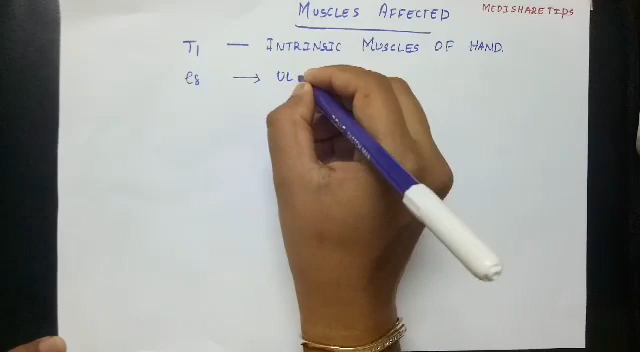 MUSCLES AFFECTED
MEDISHARETIPS
T1 — INTRINSIC MUSCLES OF HAND.
C8 → UL